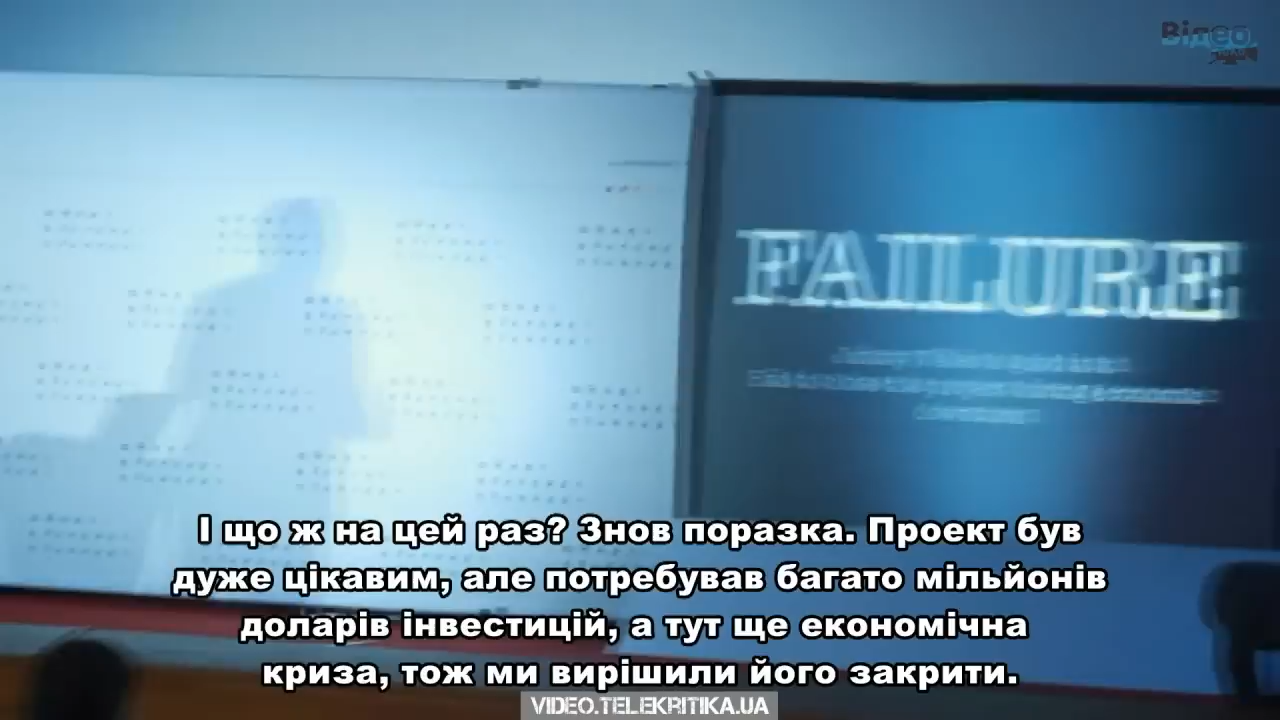 Відео
FAILURE
І що ж на цей раз? Знов поразка. Проект був
дуже цікавим, але потребував багато мільйонів
доларів інвестицій, а тут ще економічна
криза, тож ми вирішили його закрити.
VIDEO.TELEKRITIKA.UA